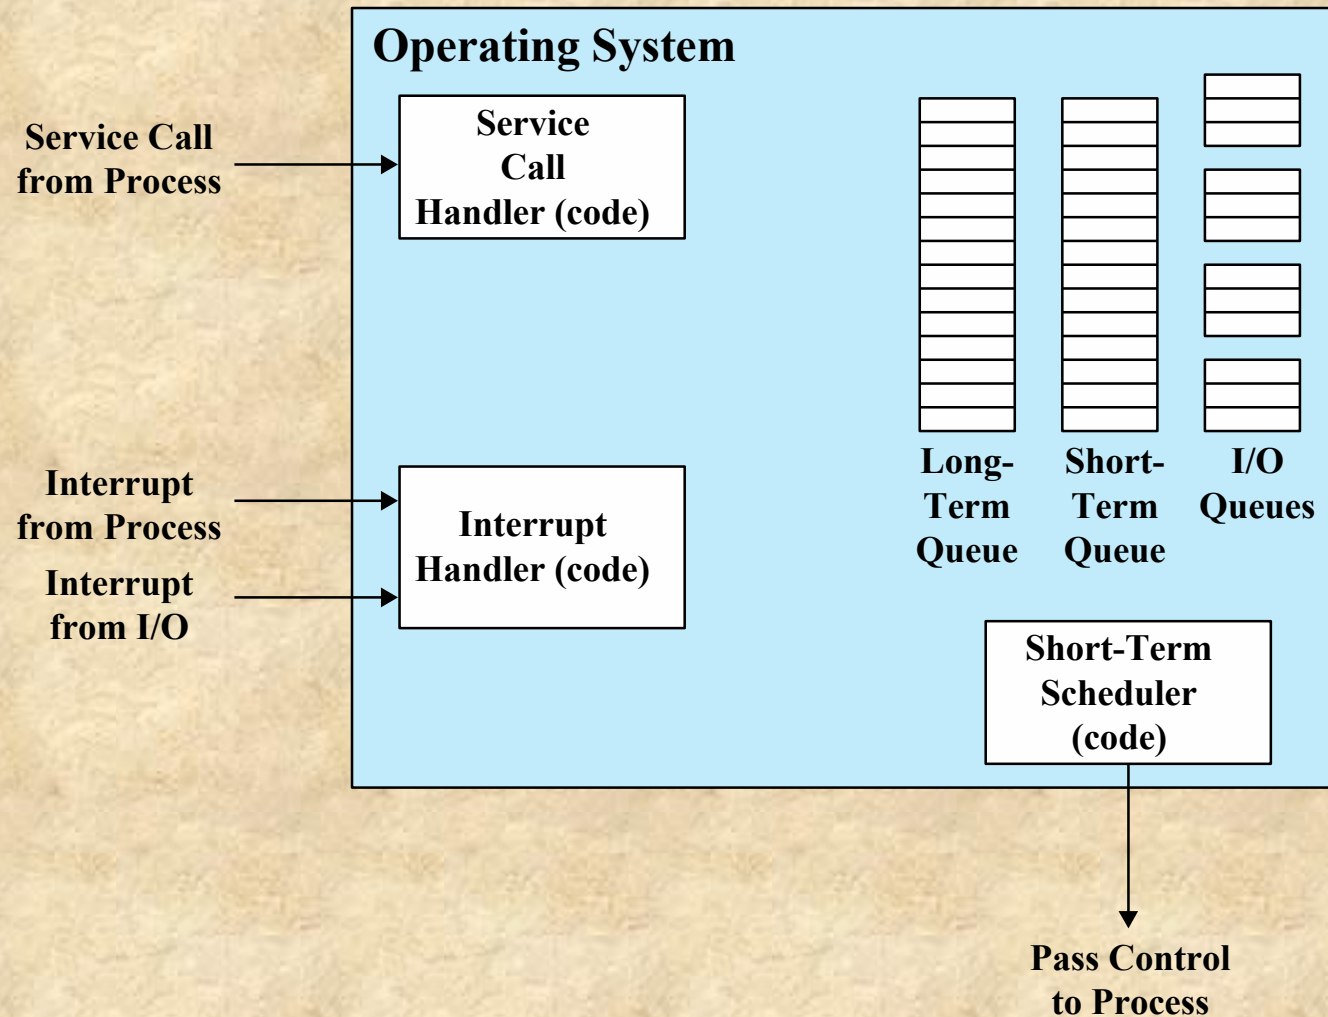 Operating System
Service Call
from Process
Service
Call
Handler (code)
Interrupt
from Process
Interrupt
from I/O
Interrupt
Handler (code)
Long-
Term
Queue
Short-
Term
Queue
I/O
Queues
Short-Term
Scheduler
(code)
Pass Control
to Process